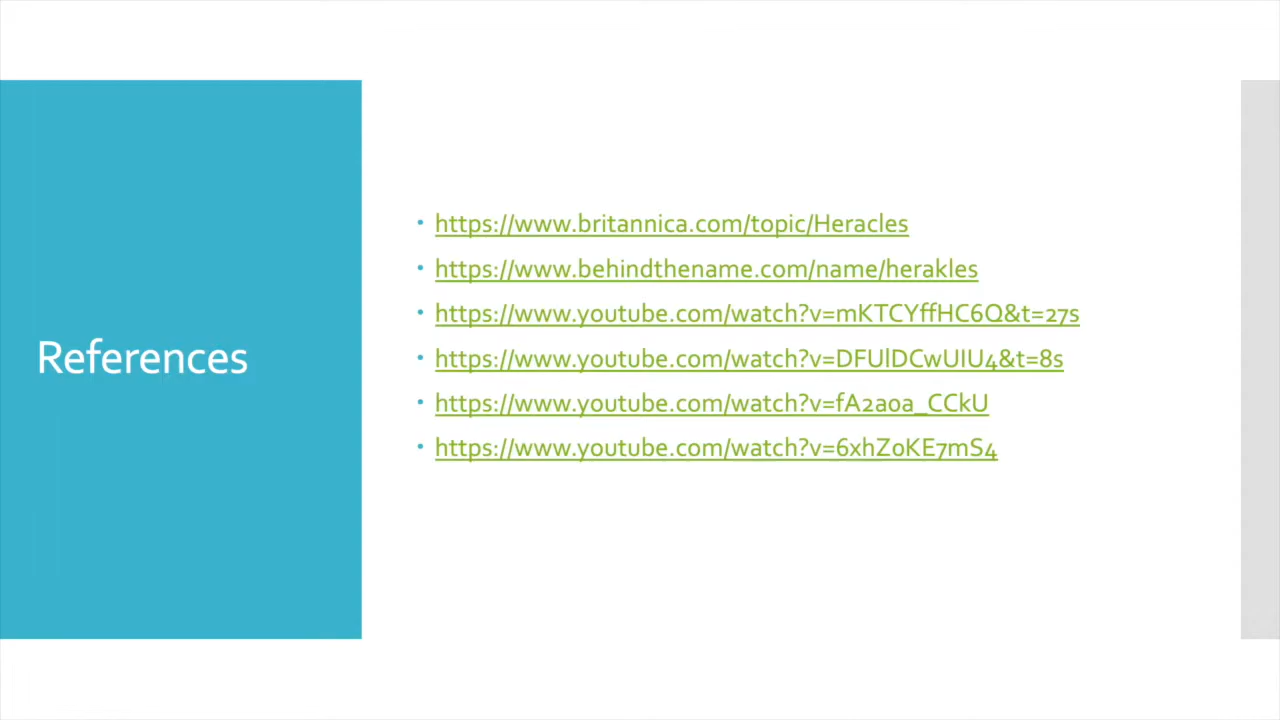 References
https://www.britannica.com/topic/Heracles
https://www.behindthename.com/name/herakles
https://www.youtube.com/watch?v=mKTCYffHC6Q&t=27s
https://www.youtube.com/watch?v=DFUlDCwUIU4&t=8s
https://www.youtube.com/watch?v=fA2a0a_CCkU
https://www.youtube.com/watch?v=6xhZ0KE7mS4